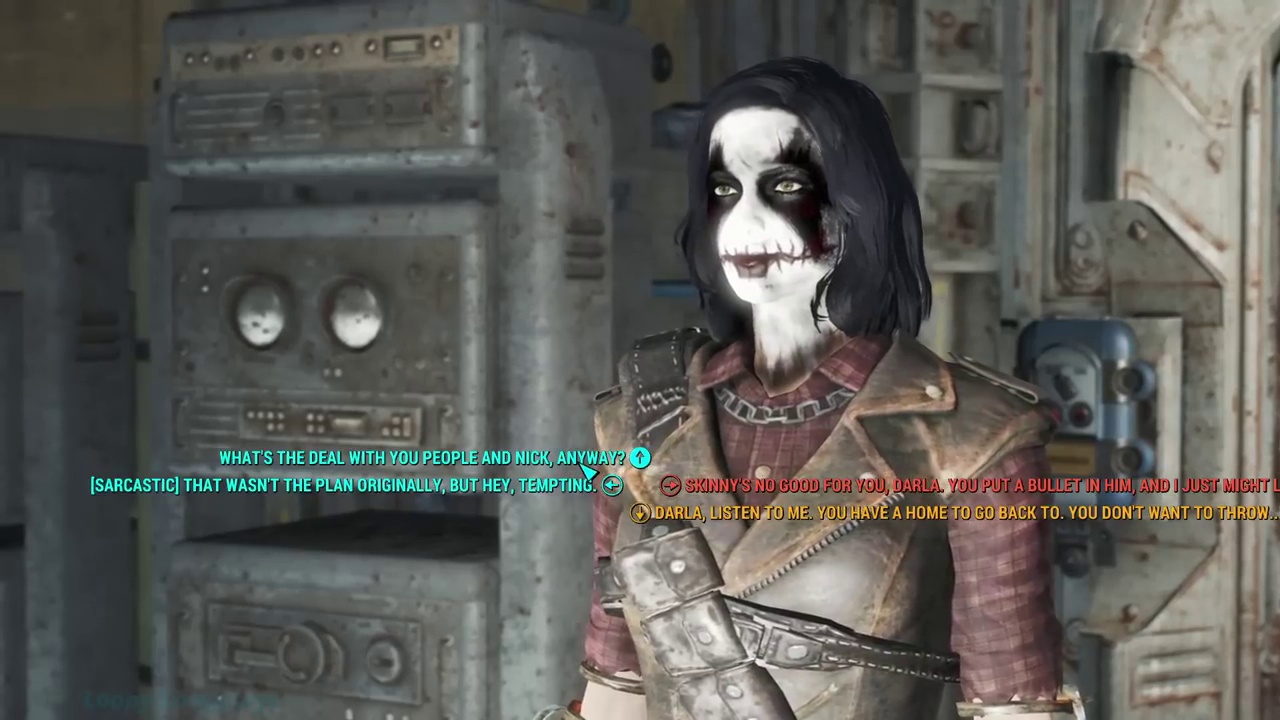 WHAT'S THE DEAL WITH YOU PEOPLE AND NICK, ANYWAY?
[SARCASTIC] THAT WASN'T THE PLAN ORIGINALLY, BUT HEY, TEMPTING.
SKINNY'S NO GOOD FOR YOU, DARLA. YOU PUT A BULLET IN HIM, AND I JUST MIGHT
DARLA, LISTEN TO ME. YOU HAVE A HOME TO GO BACK TO. YOU DON'T WANT TO THROW...